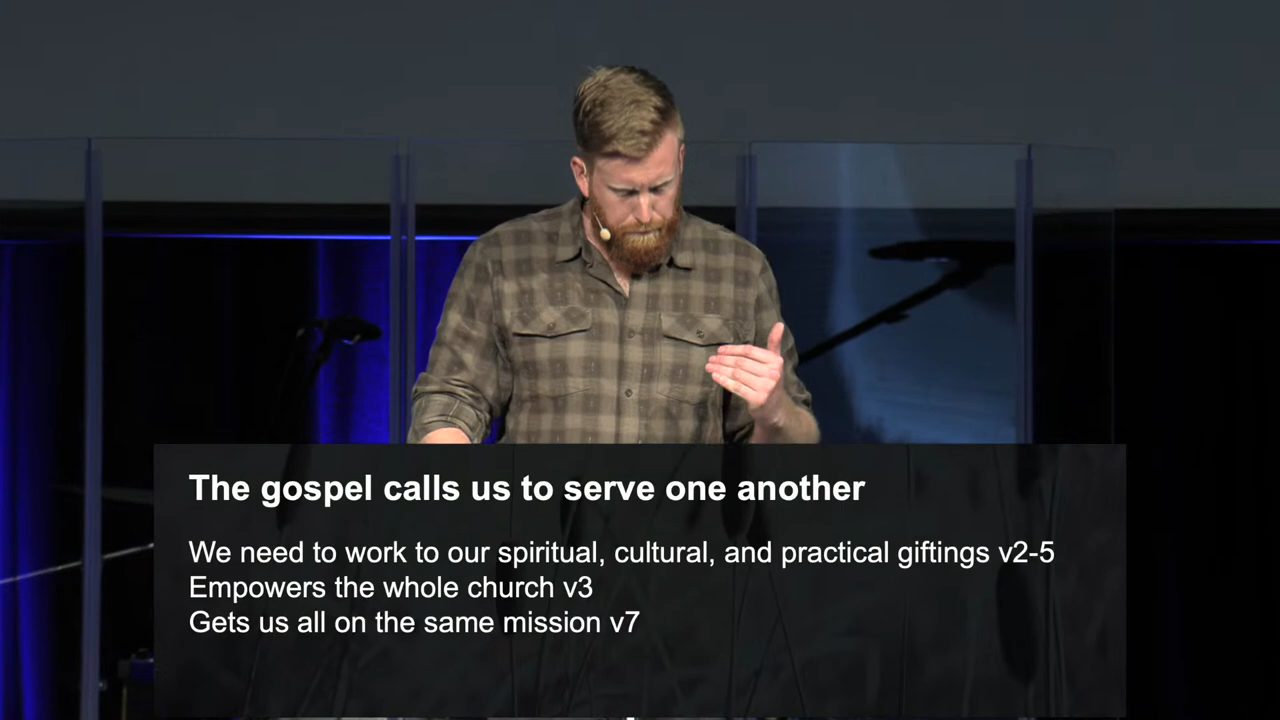 The gospel calls us to serve one another
We need to work to our spiritual, cultural, and practical giftings v2-5
Empowers the whole church v3
Gets us all on the same mission v7